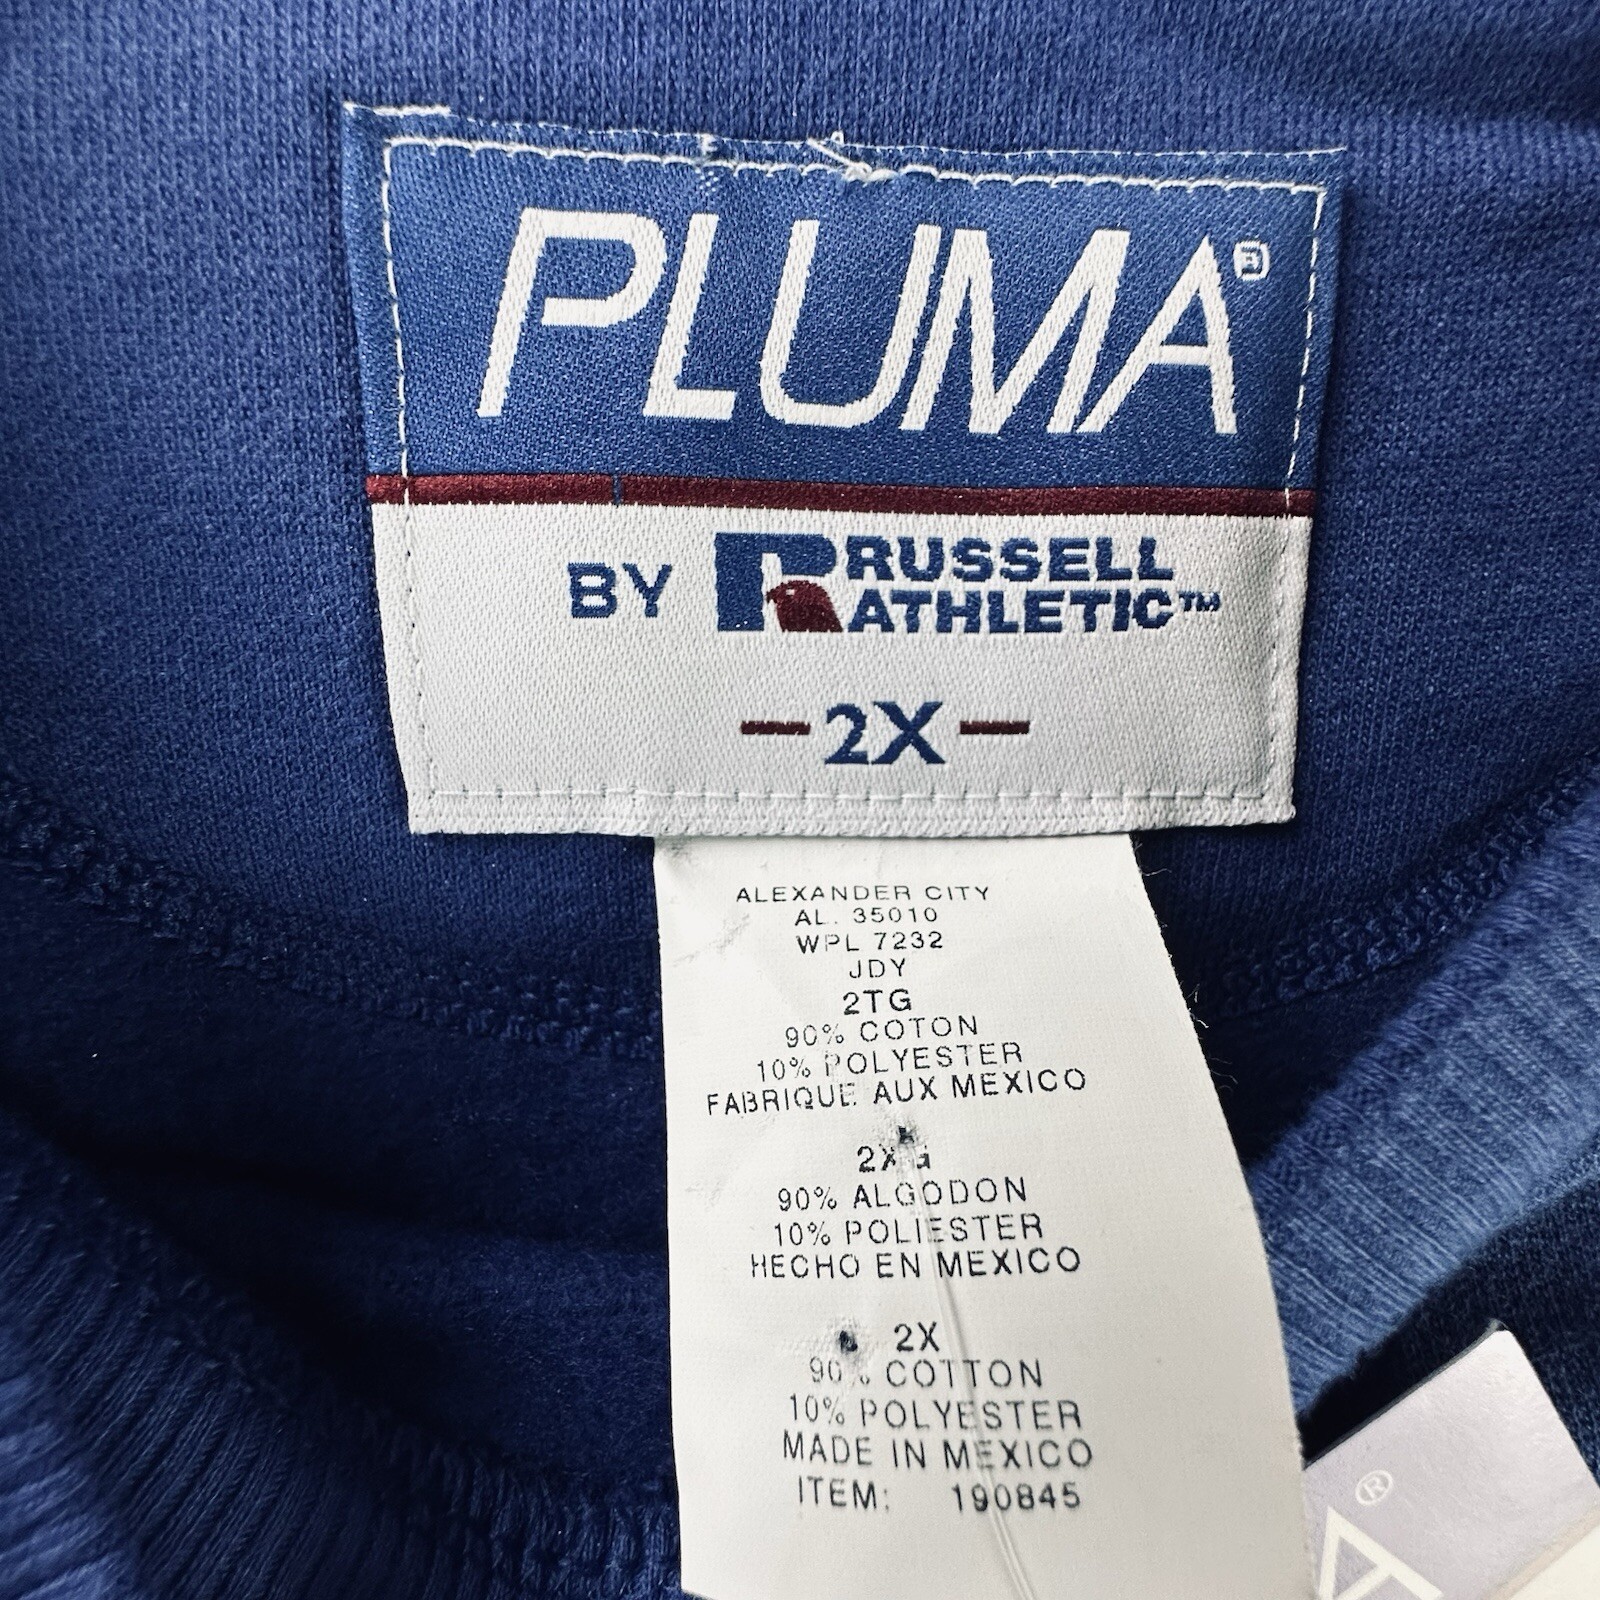 PLUMA®
BY RUSSELL
ATHLETIC™
- 2X -
ALEXANDER CITY
AL. 35010
WPL 7232
JDY
2TG
90% COTON
10% POLYESTER
FABRIQUE AUX MEXICO
2XG
90% ALGODON
10% POLIESTER
HECHO EN MEXICO
2X
90% COTTON
10% POLYESTER
MADE IN MEXICO
ITEM: 190845
A®